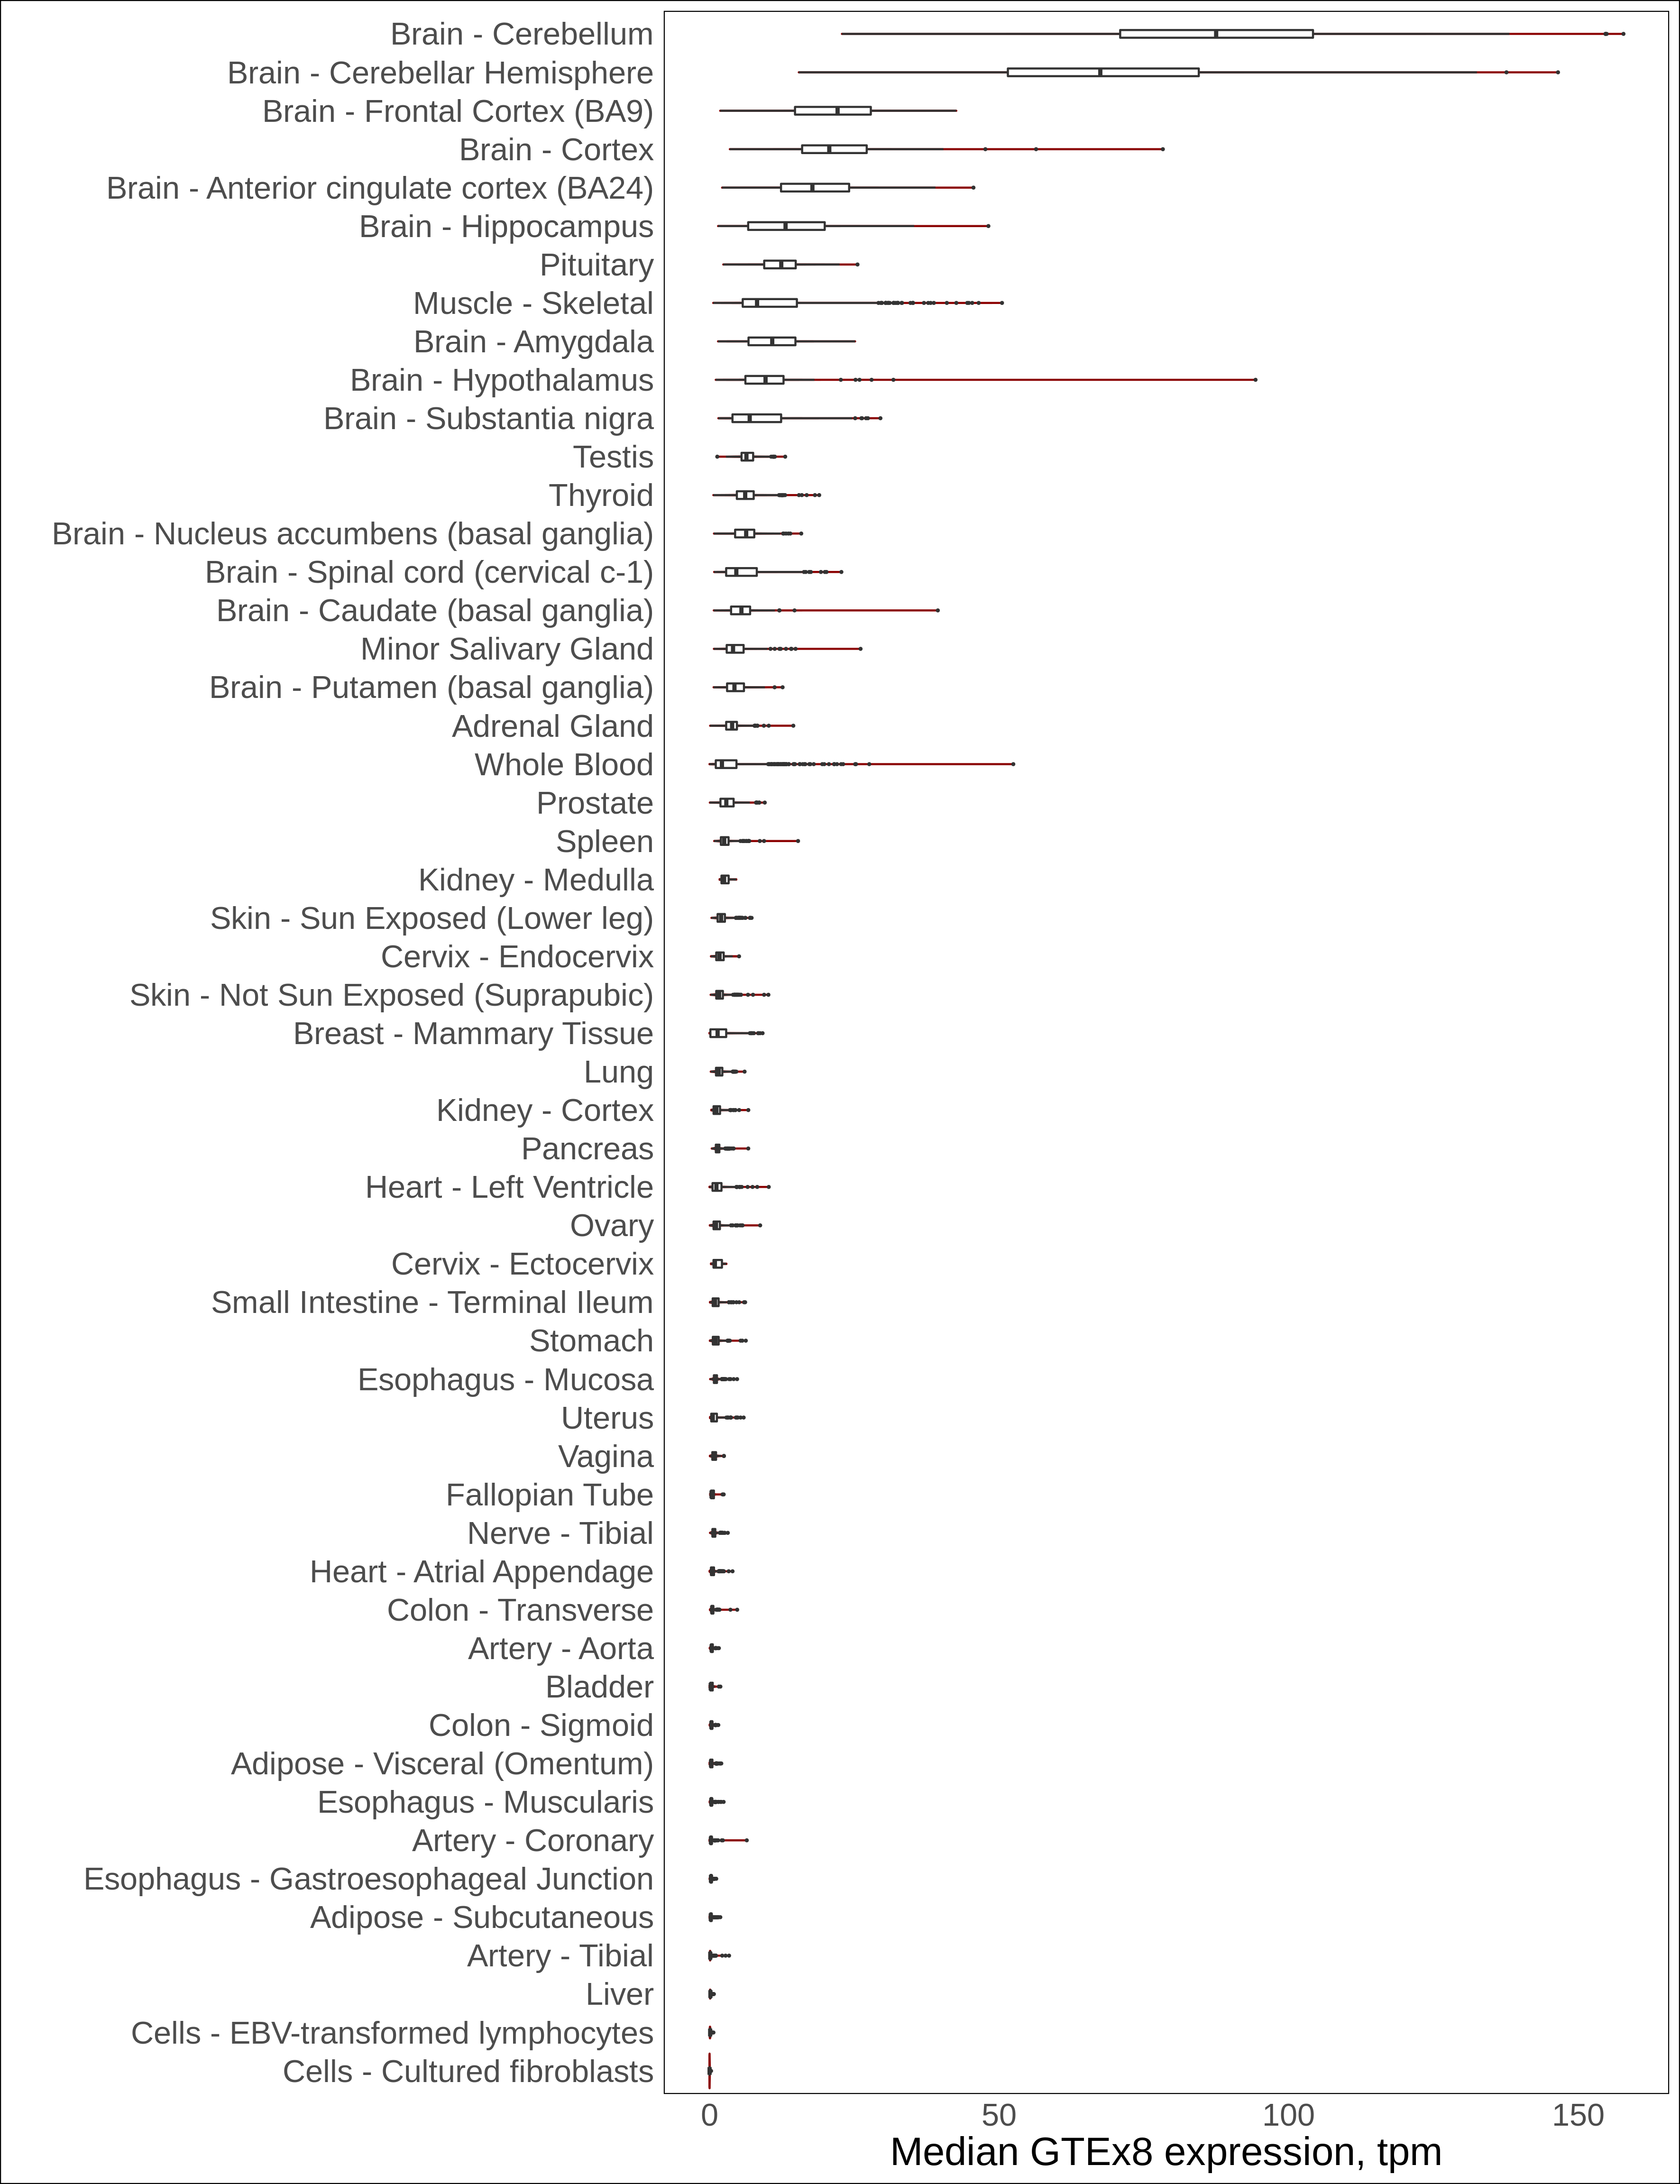 Brain - Cerebellum
Brain - Cerebellar Hemisphere
Brain - Frontal Cortex (BA9)
Brain - Cortex
Brain - Anterior cingulate cortex (BA24)
Brain - Hippocampus
Pituitary
Muscle - Skeletal
Brain - Amygdala
Brain - Hypothalamus
Brain - Substantia nigra
Testis
Thyroid
Brain - Nucleus accumbens (basal ganglia)
Brain - Spinal cord (cervical c-1)
Brain - Caudate (basal ganglia)
Minor Salivary Gland
Brain - Putamen (basal ganglia)
Adrenal Gland
Whole Blood
Prostate
Spleen
Kidney - Medulla
Skin - Sun Exposed (Lower leg)
Cervix - Endocervix
Skin - Not Sun Exposed (Suprapubic)
Breast - Mammary Tissue
Lung
Kidney - Cortex
Pancreas
Heart - Left Ventricle
Ovary
Cervix - Ectocervix
Small Intestine - Terminal Ileum
Stomach
Esophagus - Mucosa
Uterus
Vagina
Fallopian Tube
Nerve - Tibial
Heart - Atrial Appendage
Colon - Transverse
Artery - Aorta
Bladder
Colon - Sigmoid
Adipose - Visceral (Omentum)
Esophagus - Muscularis
Artery - Coronary
Esophagus - Gastroesophageal Junction
Adipose - Subcutaneous
Artery - Tibial
Liver
Cells - EBV-transformed lymphocytes
Cells - Cultured fibroblasts
0 50 100 150
Median GTEx8 expression, tpm